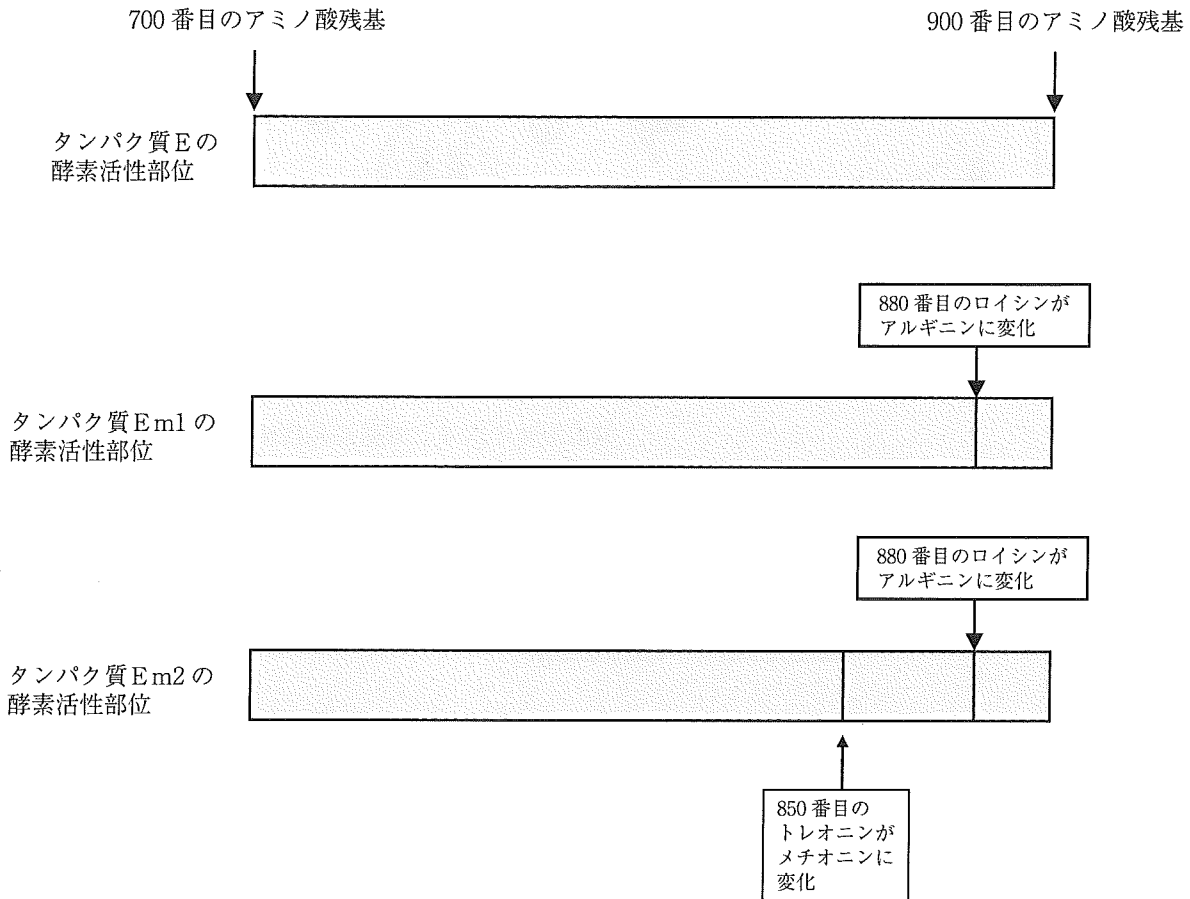 700 番目のアミノ酸残基
900 番目のアミノ酸残基
タンパク質Eの
酵素活性部位
880 番目のロイシンが
アルギニンに変化
タンパク質Em1の
酵素活性部位
880 番目のロイシンが
アルギニンに変化
タンパク質Em2の
酵素活性部位
850 番目の
トレオニンが
メチオニンに
変化